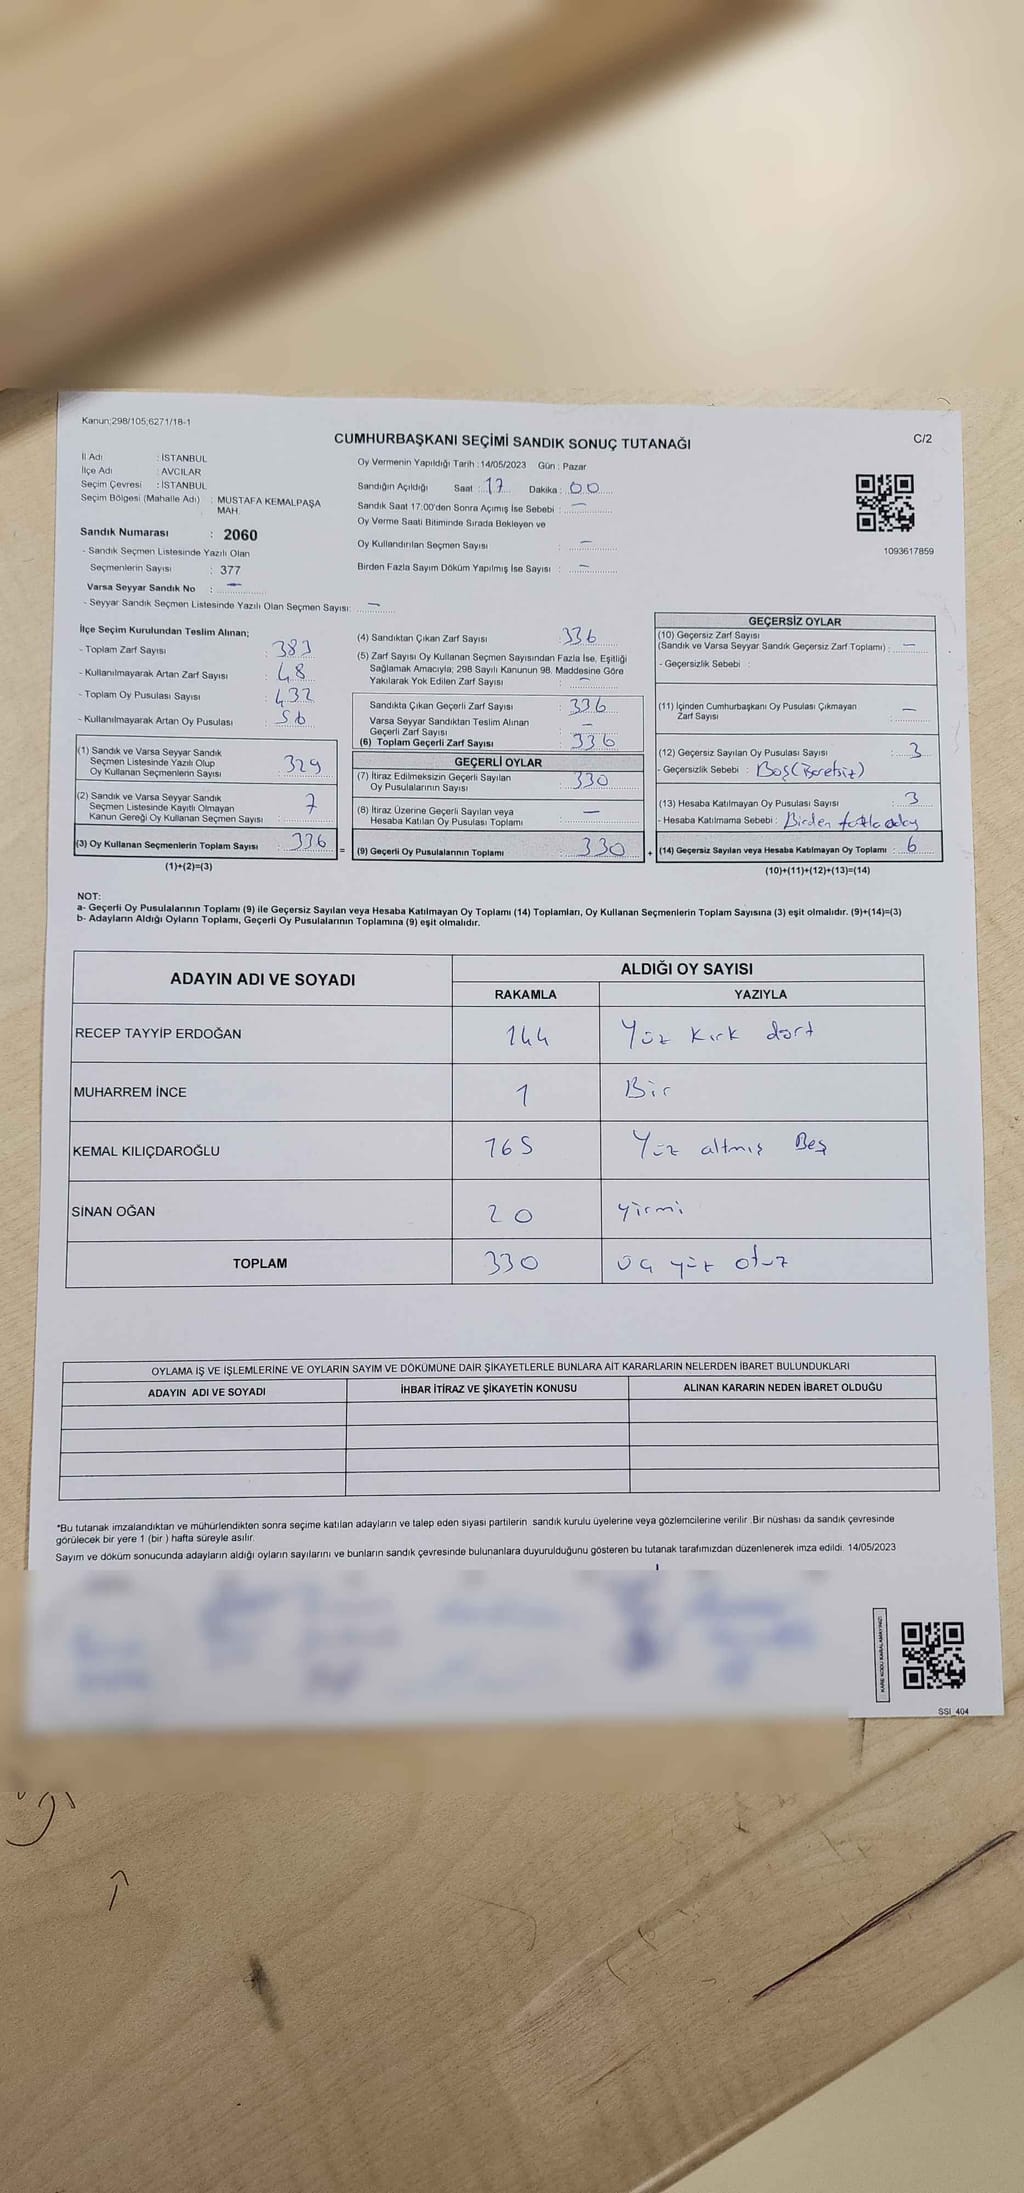 Kanun;298/105;6271/18-1
C/2
CUMHURBAŞKANI SEÇİMİ SANDIK SONUÇ TUTANAĞI
İl Adı : İSTANBUL
İlçe Adı : AVCILAR
Seçim Çevresi : İSTANBUL
Seçim Bölgesi (Mahalle Adı) : MUSTAFA KEMALPAŞA
MAH.
Sandık Numarası : 2060
- Sandık Seçmen Listesinde Yazılı Olan
Seçmenlerin Sayısı : 377
Varsa Seyyar Sandık No : —
- Seyyar Sandık Seçmen Listesinde Yazılı Olan Seçmen Sayısı: —
Oy Vermenin Yapıldığı Tarih :14/05/2023 Gün : Pazar
Sandığın Açıldığı Saat : 17 Dakika : 00
Sandık Saat 17:00'den Sonra Açımış İse Sebebi : —
Oy Verme Saati Bitiminde Sırada Bekleyen ve
Oy Kullandırılan Seçmen Sayısı : —
Birden Fazla Sayım Döküm Yapılmış İse Sayısı : —
1093617859
İlçe Seçim Kurulundan Teslim Alınan;
- Toplam Zarf Sayısı : 383
- Kullanılmayarak Artan Zarf Sayısı : 48
- Toplam Oy Pusulası Sayısı : 432
- Kullanılmayarak Artan Oy Pusulası :
(1) Sandık ve Varsa Seyyar Sandık
Seçmen Listesinde Yazılı Olup
Oy Kullanan Seçmenlerin Sayısı : 329
(2) Sandık ve Varsa Seyyar Sandık
Seçmen Listesinde Kayıtlı Olmayan
Kanun Gereği Oy Kullanan Seçmen Sayısı : 7
(3) Oy Kullanan Seçmenlerin Toplam Sayısı : 336
(1)+(2)=(3)
=
(4) Sandıktan Çıkan Zarf Sayısı : 336
(5) Zarf Sayısı Oy Kullanan Seçmen Sayısından Fazla İse, Eşitliği
Sağlamak Amacıyla; 298 Sayılı Kanunun 98. Maddesine Göre
Yakılarak Yok Edilen Zarf Sayısı : —
Sandıkta Çıkan Geçerli Zarf Sayısı : 336
Varsa Seyyar Sandıktan Teslim Alınan
Geçerli Zarf Sayısı : —
(6) Toplam Geçerli Zarf Sayısı : 336
GEÇERLİ OYLAR
(7) İtiraz Edilmeksizin Geçerli Sayılan
Oy Pusulalarının Sayısı : 330
(8) İtiraz Üzerine Geçerli Sayılan veya
Hesaba Katılan Oy Pusulası Toplamı : —
(9) Geçerli Oy Pusulalarının Toplamı : 330
+
GEÇERSİZ OYLAR
(10) Geçersiz Zarf Sayısı
(Sandık ve Varsa Seyyar Sandık Geçersiz Zarf Toplamı) : —
- Geçersizlik Sebebi :
(11) İçinden Cumhurbaşkanı Oy Pusulası Çıkmayan
Zarf Sayısı : —
(12) Geçersiz Sayılan Oy Pusulası Sayısı : 3
- Geçersizlik Sebebi : Boş
(13) Hesaba Katılmayan Oy Pusulası Sayısı : 3
- Hesaba Katılmama Sebebi : Birden fazla aday
(14) Geçersiz Sayılan veya Hesaba Katılmayan Oy Toplamı : 6
(10)+(11)+(12)+(13)=(14)
NOT:
a- Geçerli Oy Pusulalarının Toplamı (9) ile Geçersiz Sayılan veya Hesaba Katılmayan Oy Toplamı (14) Toplamları, Oy Kullanan Seçmenlerin Toplam Sayısına (3) eşit olmalıdır. (9)+(14)=(3)
b- Adayların Aldığı Oyların Toplamı, Geçerli Oy Pusulalarının Toplamına (9) eşit olmalıdır.
ADAYIN ADI VE SOYADI
ALDIĞI OY SAYISI
RAKAMLA YAZIYLA
RECEP TAYYİP ERDOĞAN 144 Yüz kırk dört
MUHARREM İNCE 1 Bir
KEMAL KILIÇDAROĞLU 165 Yüz altmış Beş
SİNAN OĞAN 20 yirmi
TOPLAM 330 üç yüz otuz
OYLAMA İŞ VE İŞLEMLERİNE VE OYLARIN SAYIM VE DÖKÜMÜNE DAİR ŞİKAYETLERLE BUNLARA AİT KARARLARIN NELERDEN İBARET BULUNDUKLARI
ADAYIN ADI VE SOYADI İHBAR İTİRAZ VE ŞİKAYETİN KONUSU ALINAN KARARIN NEDEN İBARET OLDUĞU
*Bu tutanak imzalandıktan ve mühürlendikten sonra seçime katılan adayların ve talep eden siyasi partilerin sandık kurulu üyelerine veya gözlemcilerine verilir .Bir nüshası da sandık çevresinde
görülecek bir yere 1 (bir ) hafta süreyle asılır.
Sayım ve döküm sonucunda adayların aldığı oyların sayılarını ve bunların sandık çevresinde bulunanlara duyurulduğunu gösteren bu tutanak tarafımızdan düzenlenerek imza edildi. 14/05/2023
KARE KODU KARALAMAYINIZ!
SSI_404